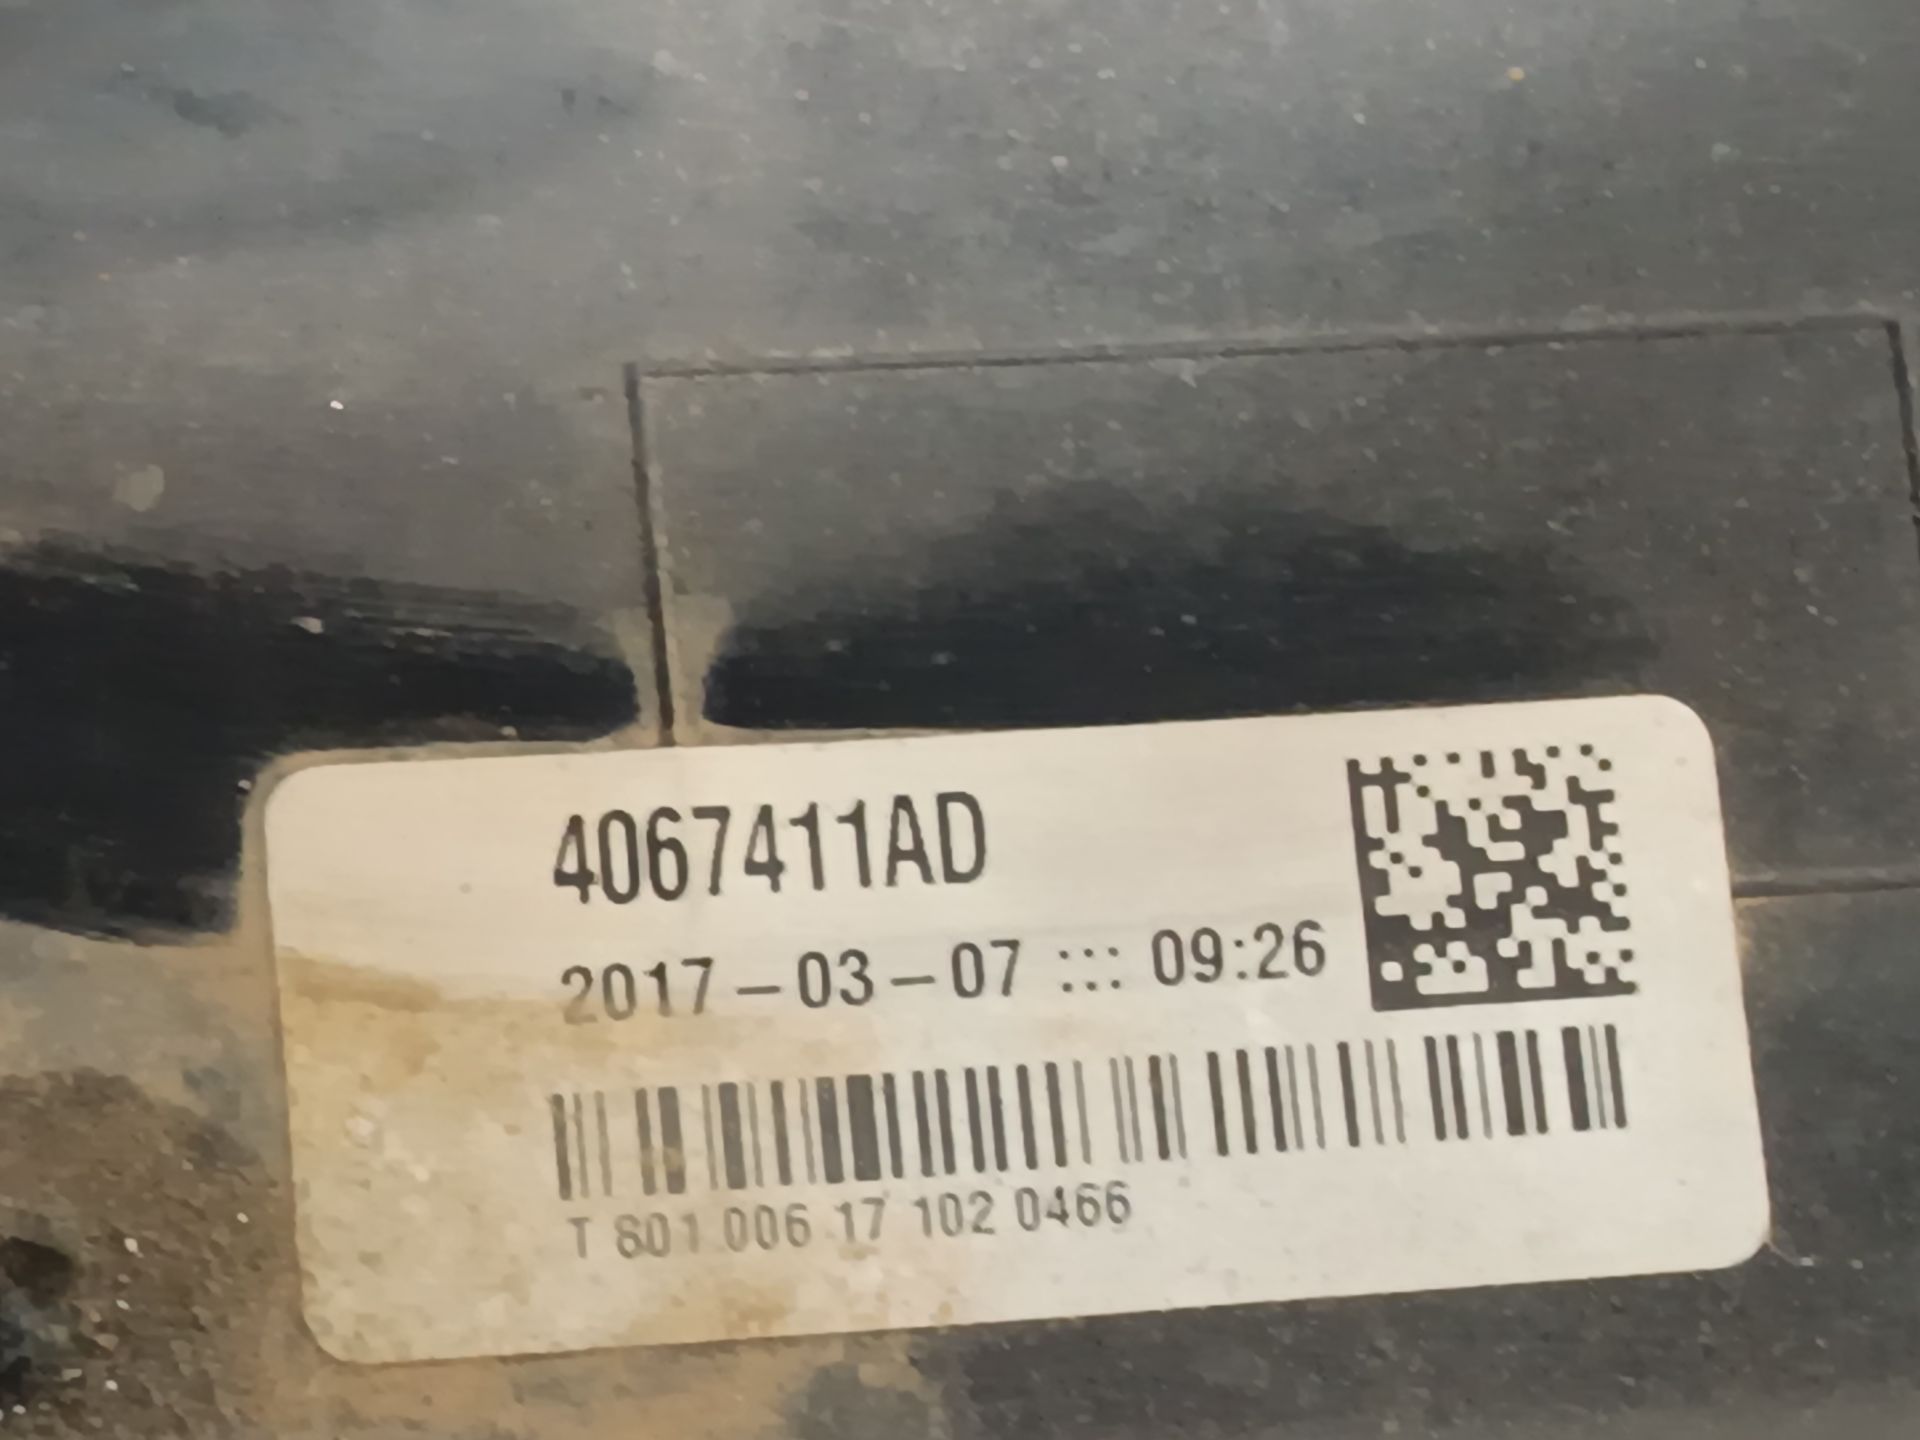 4067411AD
2017-03-07 ::: 09:26
T 801 006 17 102 0466